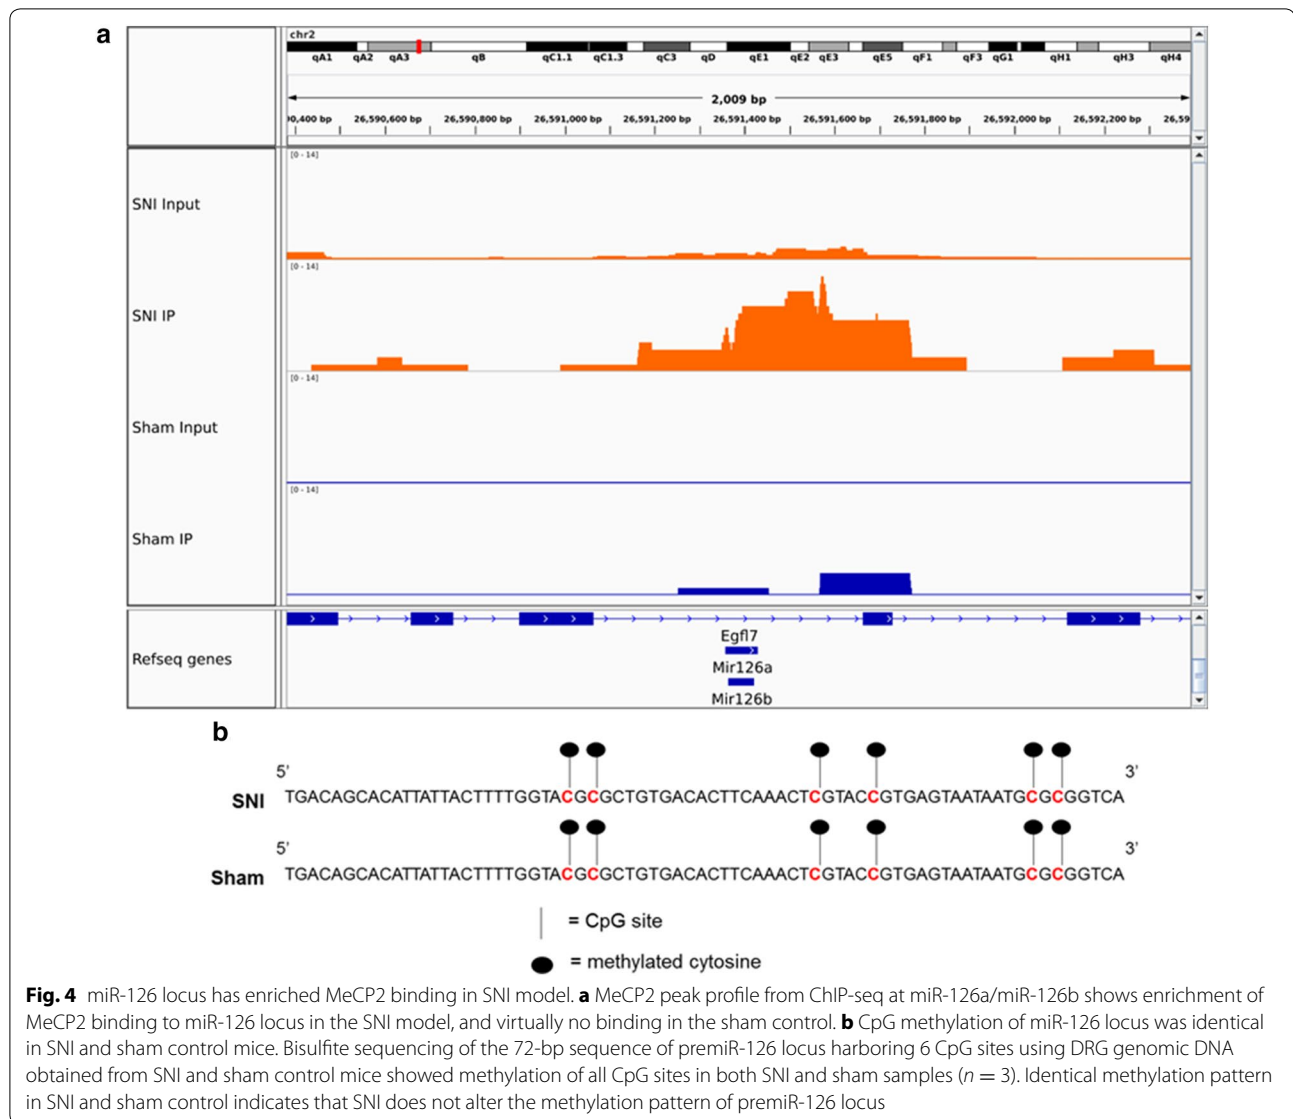 a
chr2
qA1 qA2 qA3 qB qC1.1 qC1.3 qC3 qD qE1 qE2 qE3 qE5 qF1 qF3 qG1 qH1 qH3 qH4
2,009 bp
00,400 bp 26,590,600 bp 26,590,800 bp 26,591,000 bp 26,591,200 bp 26,591,400 bp 26,591,600 bp 26,591,800 bp 26,592,000 bp 26,592,200 bp 26,59
[0 - 14]
SNI Input
[0 - 14]
SNI IP
[0 - 14]
Sham Input
[0 - 14]
Sham IP
Refseq genes
Egfl7
Mir126a
Mir126b
b
5' 3'
SNI TGACAGCACATTATTACTTTTGGTACGCGCTGTGACACTTCAAACTCGTACCGTGAGTAATAATGCGCGGTCA
5' 3'
Sham TGACAGCACATTATTACTTTTGGTACGCGCTGTGACACTTCAAACTCGTACCGTGAGTAATAATGCGCGGTCA
= CpG site
= methylated cytosine
Fig. 4 miR-126 locus has enriched MeCP2 binding in SNI model. a MeCP2 peak profile from ChIP-seq at miR-126a/miR-126b shows enrichment of
MeCP2 binding to miR-126 locus in the SNI model, and virtually no binding in the sham control. b CpG methylation of miR-126 locus was identical
in SNI and sham control mice. Bisulfite sequencing of the 72-bp sequence of premiR-126 locus harboring 6 CpG sites using DRG genomic DNA
obtained from SNI and sham control mice showed methylation of all CpG sites in both SNI and sham samples (n = 3). Identical methylation pattern
in SNI and sham control indicates that SNI does not alter the methylation pattern of premiR-126 locus